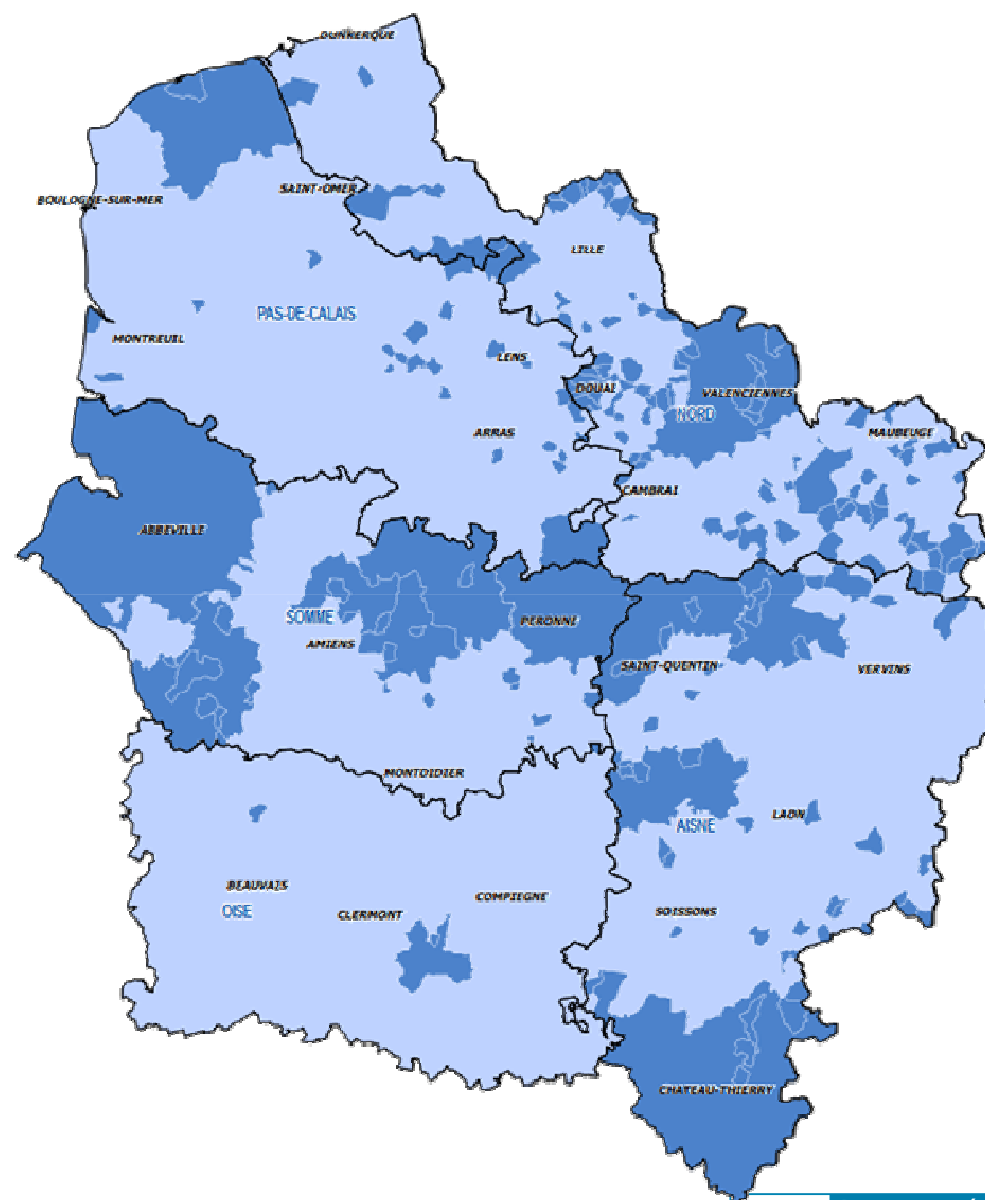 DUNKERQUE
SAINT-OMER
BOULOGNE-SUR-MER
LILLE
PAS-DE-CALAIS
MONTREUIL
LENS
DOUAI
VALENCIENNES
NORD
ARRAS
MAUBEUGE
CAMBRAI
ABBEVILLE
SOMME
PERONNE
AMIENS
SAINT-QUENTIN
VERVINS
MONTDIDIER
LAON
AISNE
BEAUVAIS
COMPIEGNE
OISE
CLERMONT
SOISSONS
CHATEAU-THIERRY